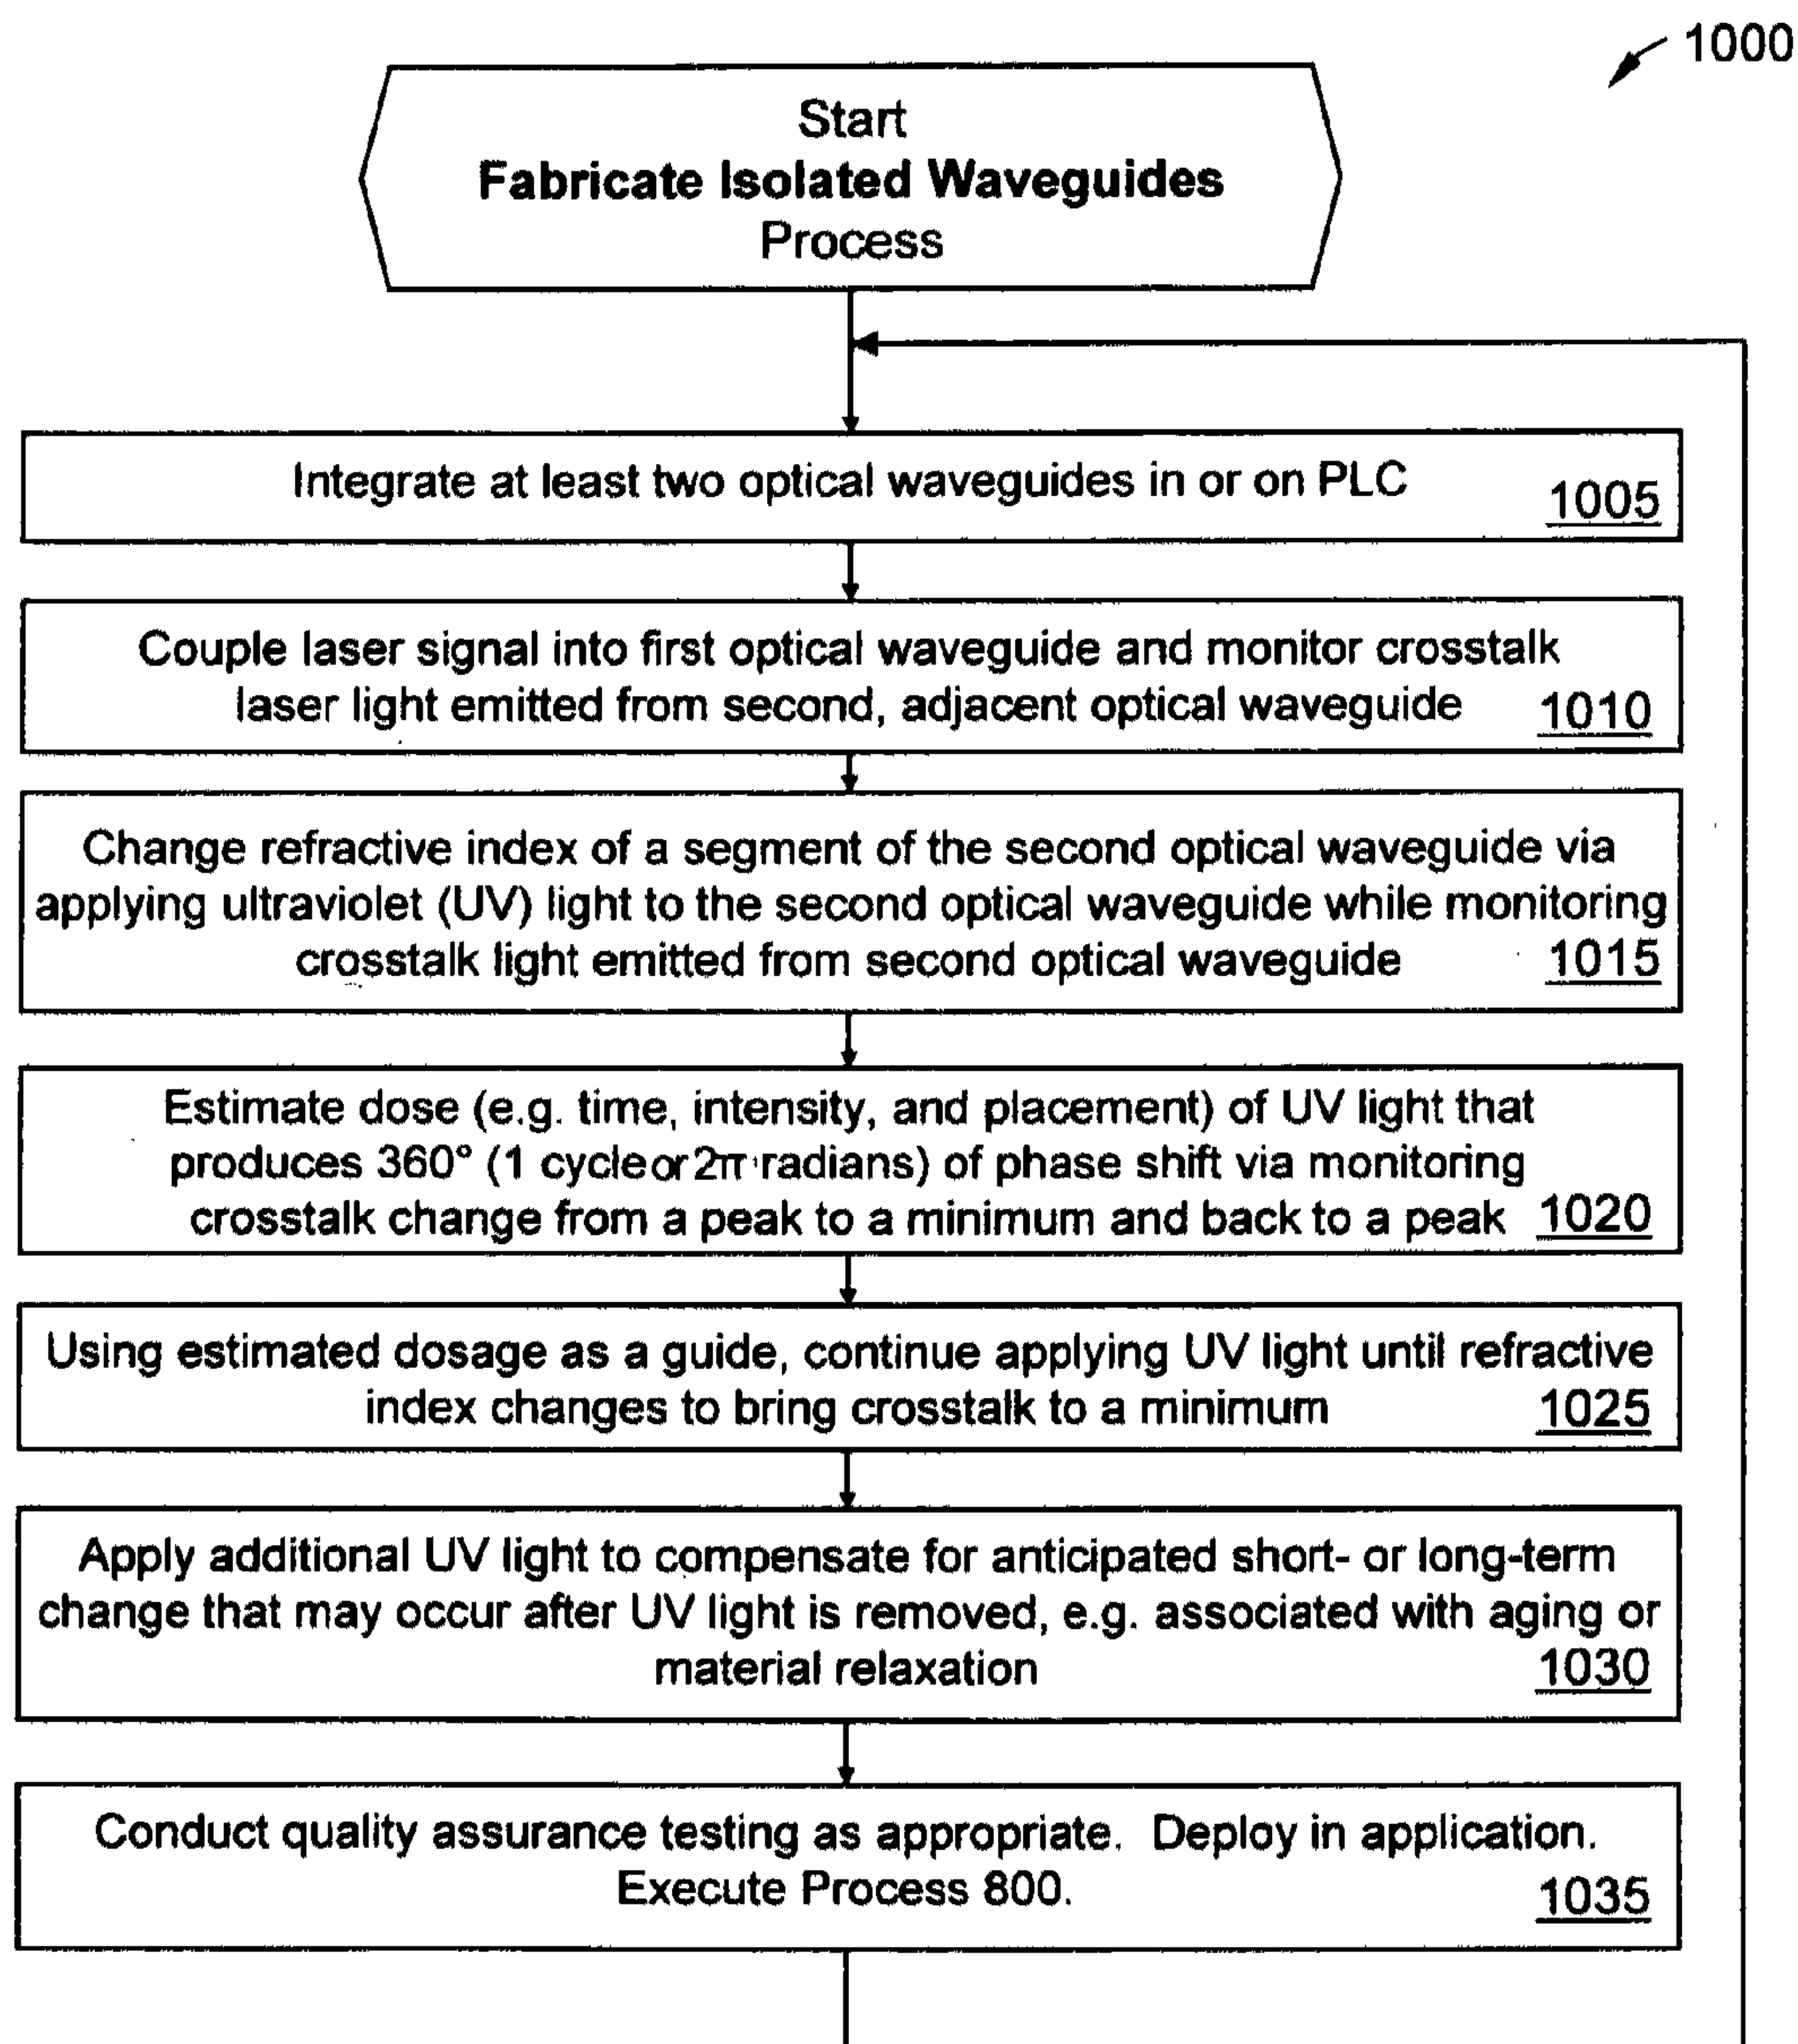 1000
Start
Fabricate Isolated Waveguides
Process
Integrate at least two optical waveguides in or on PLC
1005
Couple laser signal into first optical waveguide and monitor crosstalk
laser light emitted from second, adjacent optical waveguide 1010
Change refractive index of a segment of the second optical waveguide via
applying ultraviolet (UV) light to the second optical waveguide while monitoring
crosstalk light emitted from second optical waveguide 1015
Estimate dose (e.g. time, intensity, and placement) of UV light that
produces 360° (1 cycle or 2π radians) of phase shift via monitoring
crosstalk change from a peak to a minimum and back to a peak 1020
Using estimated dosage as a guide, continue applying UV light until refractive
index changes to bring crosstalk to a minimum 1025
Apply additional UV light to compensate for anticipated short- or long-term
change that may occur after UV light is removed, e.g. associated with aging or
material relaxation 1030
Conduct quality assurance testing as appropriate. Deploy in application.
Execute Process 800. 1035